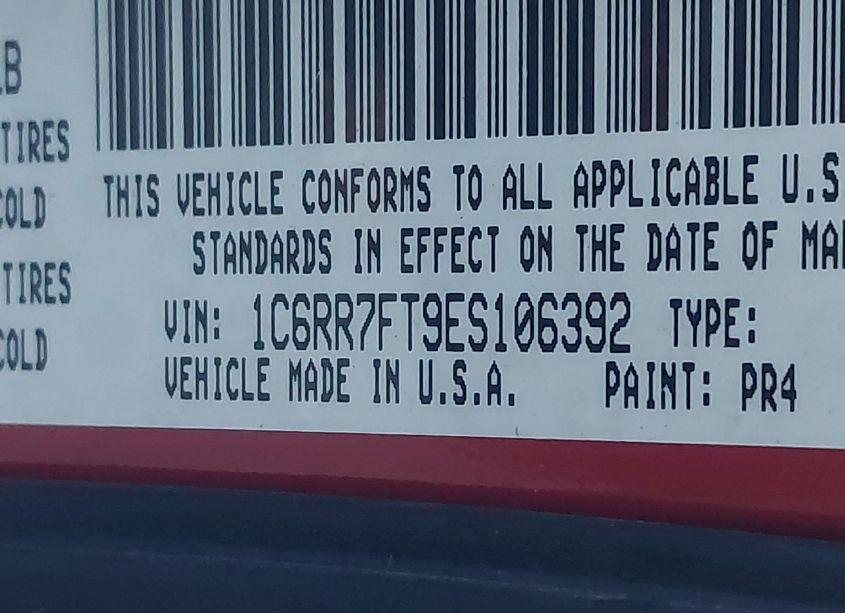 LB
TIRES
COLD
TIRES
COLD
THIS VEHICLE CONFORMS TO ALL APPLICABLE U.S
STANDARDS IN EFFECT ON THE DATE OF
VIN: 1C6RR7FT9ES106392 TYPE:
VEHICLE MADE IN U.S.A. PAINT: PR4